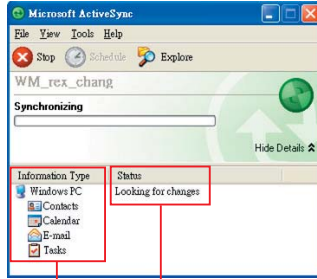 Microsoft ActiveSync
File View Tools Help
Stop Schedule Explore
WM_rex_chang
Synchronizing
Hide Details
Information Type Status
Windows PC Looking for changes
Contacts
Calendar
E-mail
Tasks